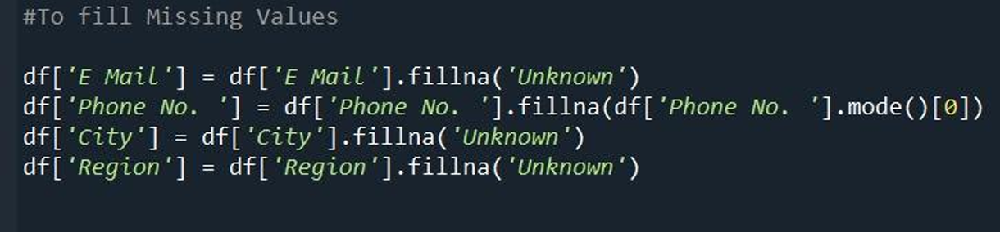 #To fill Missing Values
df['E Mail'] = df['E Mail'].fillna('Unknown')
df['Phone No. '] = df['Phone No. '].fillna(df['Phone No. '].mode()[0])
df['City'] = df['City'].fillna('Unknown')
df['Region'] = df['Region'].fillna('Unknown')